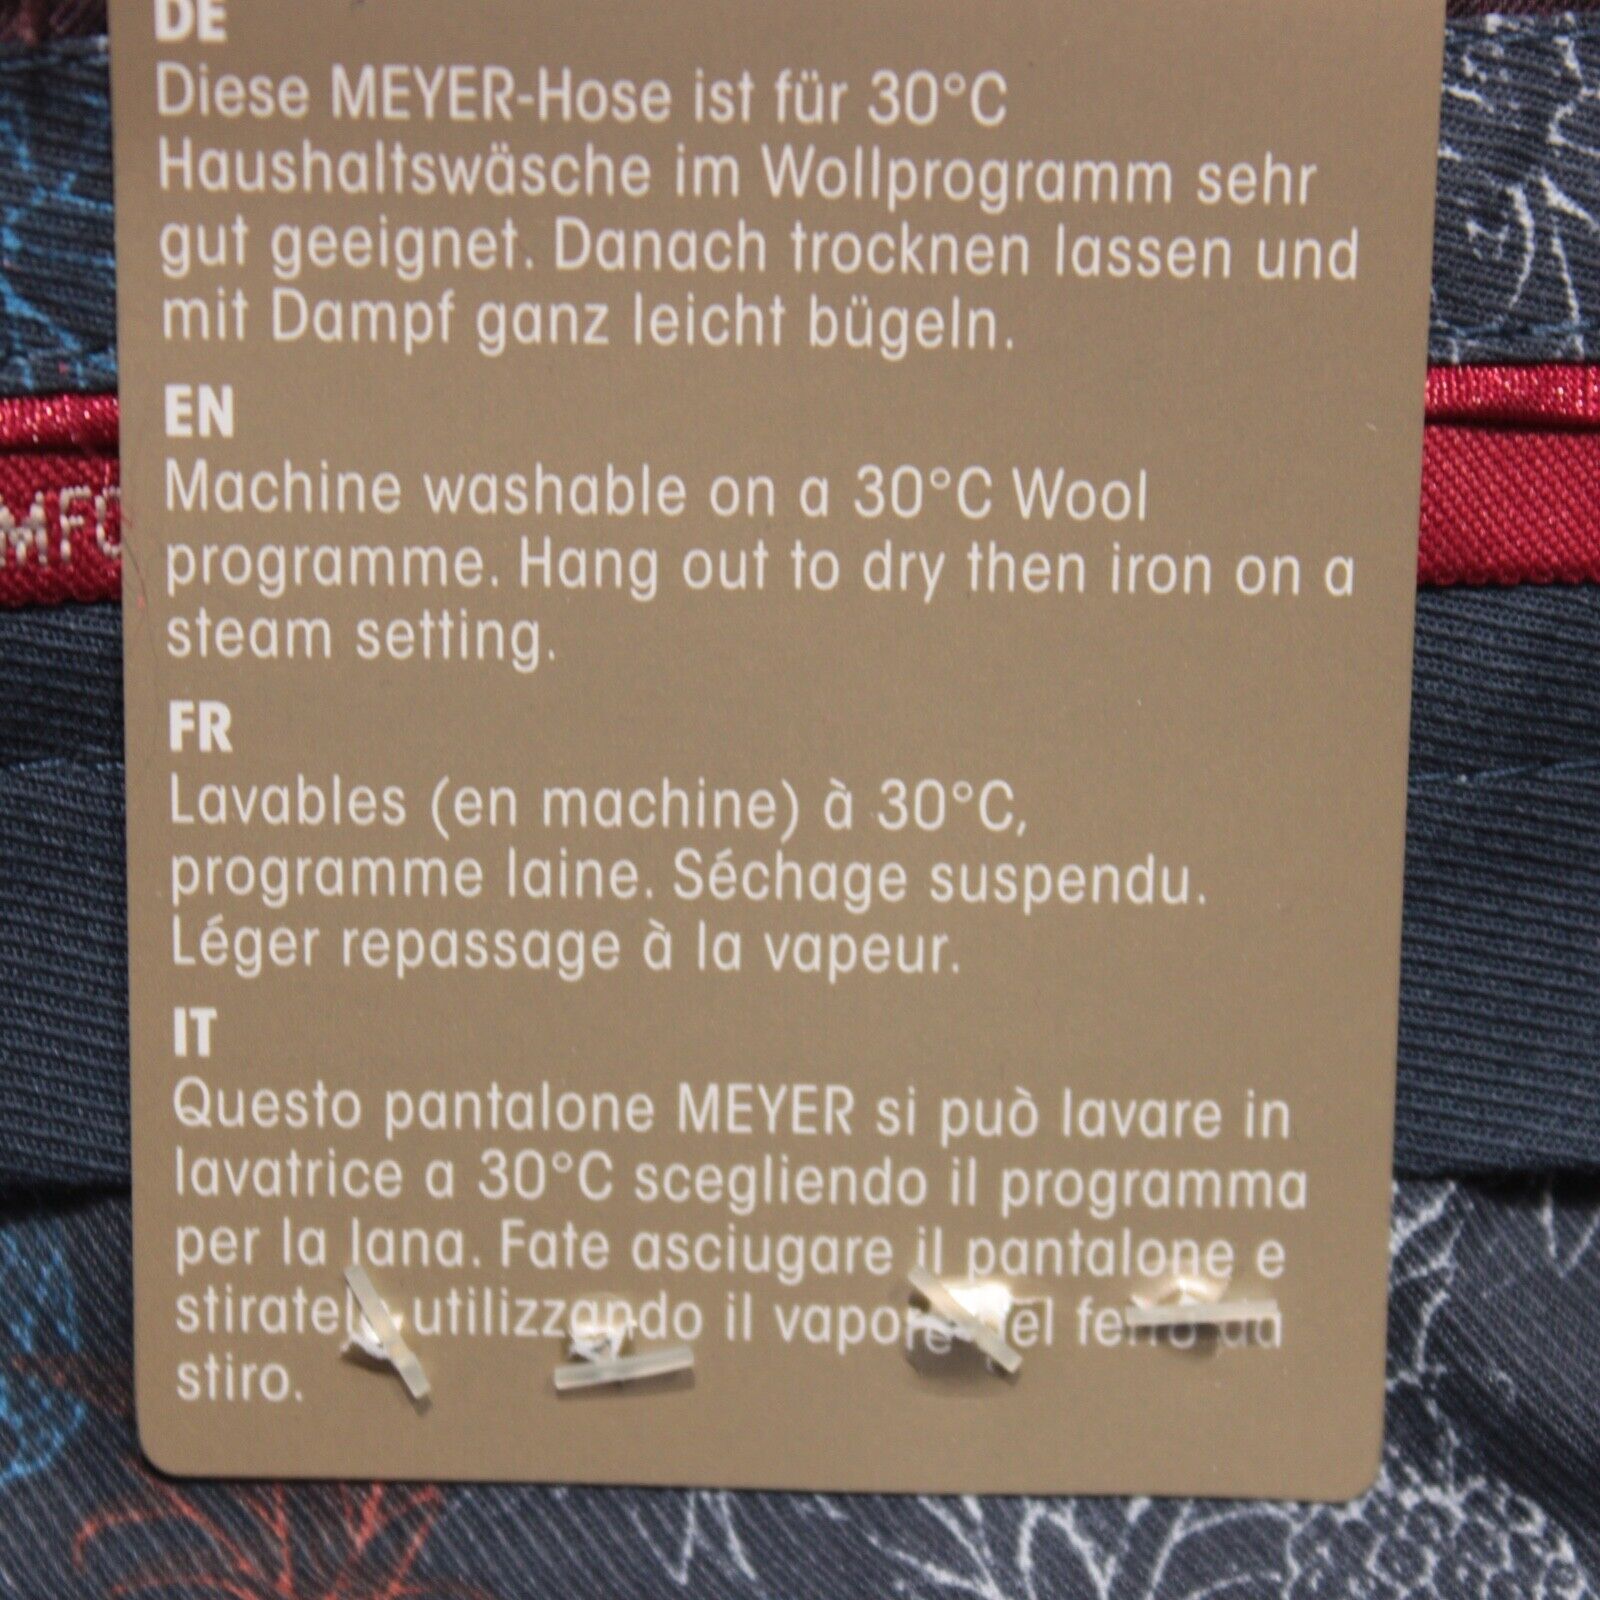 DE
Diese MEYER-Hose ist für 30°C
Haushaltswäsche im Wollprogramm sehr
gut geeignet. Danach trocknen lassen und
mit Dampf ganz leicht bügeln.
EN
Machine washable on a 30°C Wool
programme. Hang out to dry then iron on a
steam setting.
FR
Lavables (en machine) à 30°C,
programme laine. Séchage suspendu.
Léger repassage à la vapeur.
IT
Questo pantalone MEYER si può lavare in
lavatrice a 30°C scegliendo il programma
per la lana. Fate asciugare il pantalone e
utilizzando il vapore del ferro da
stiro.